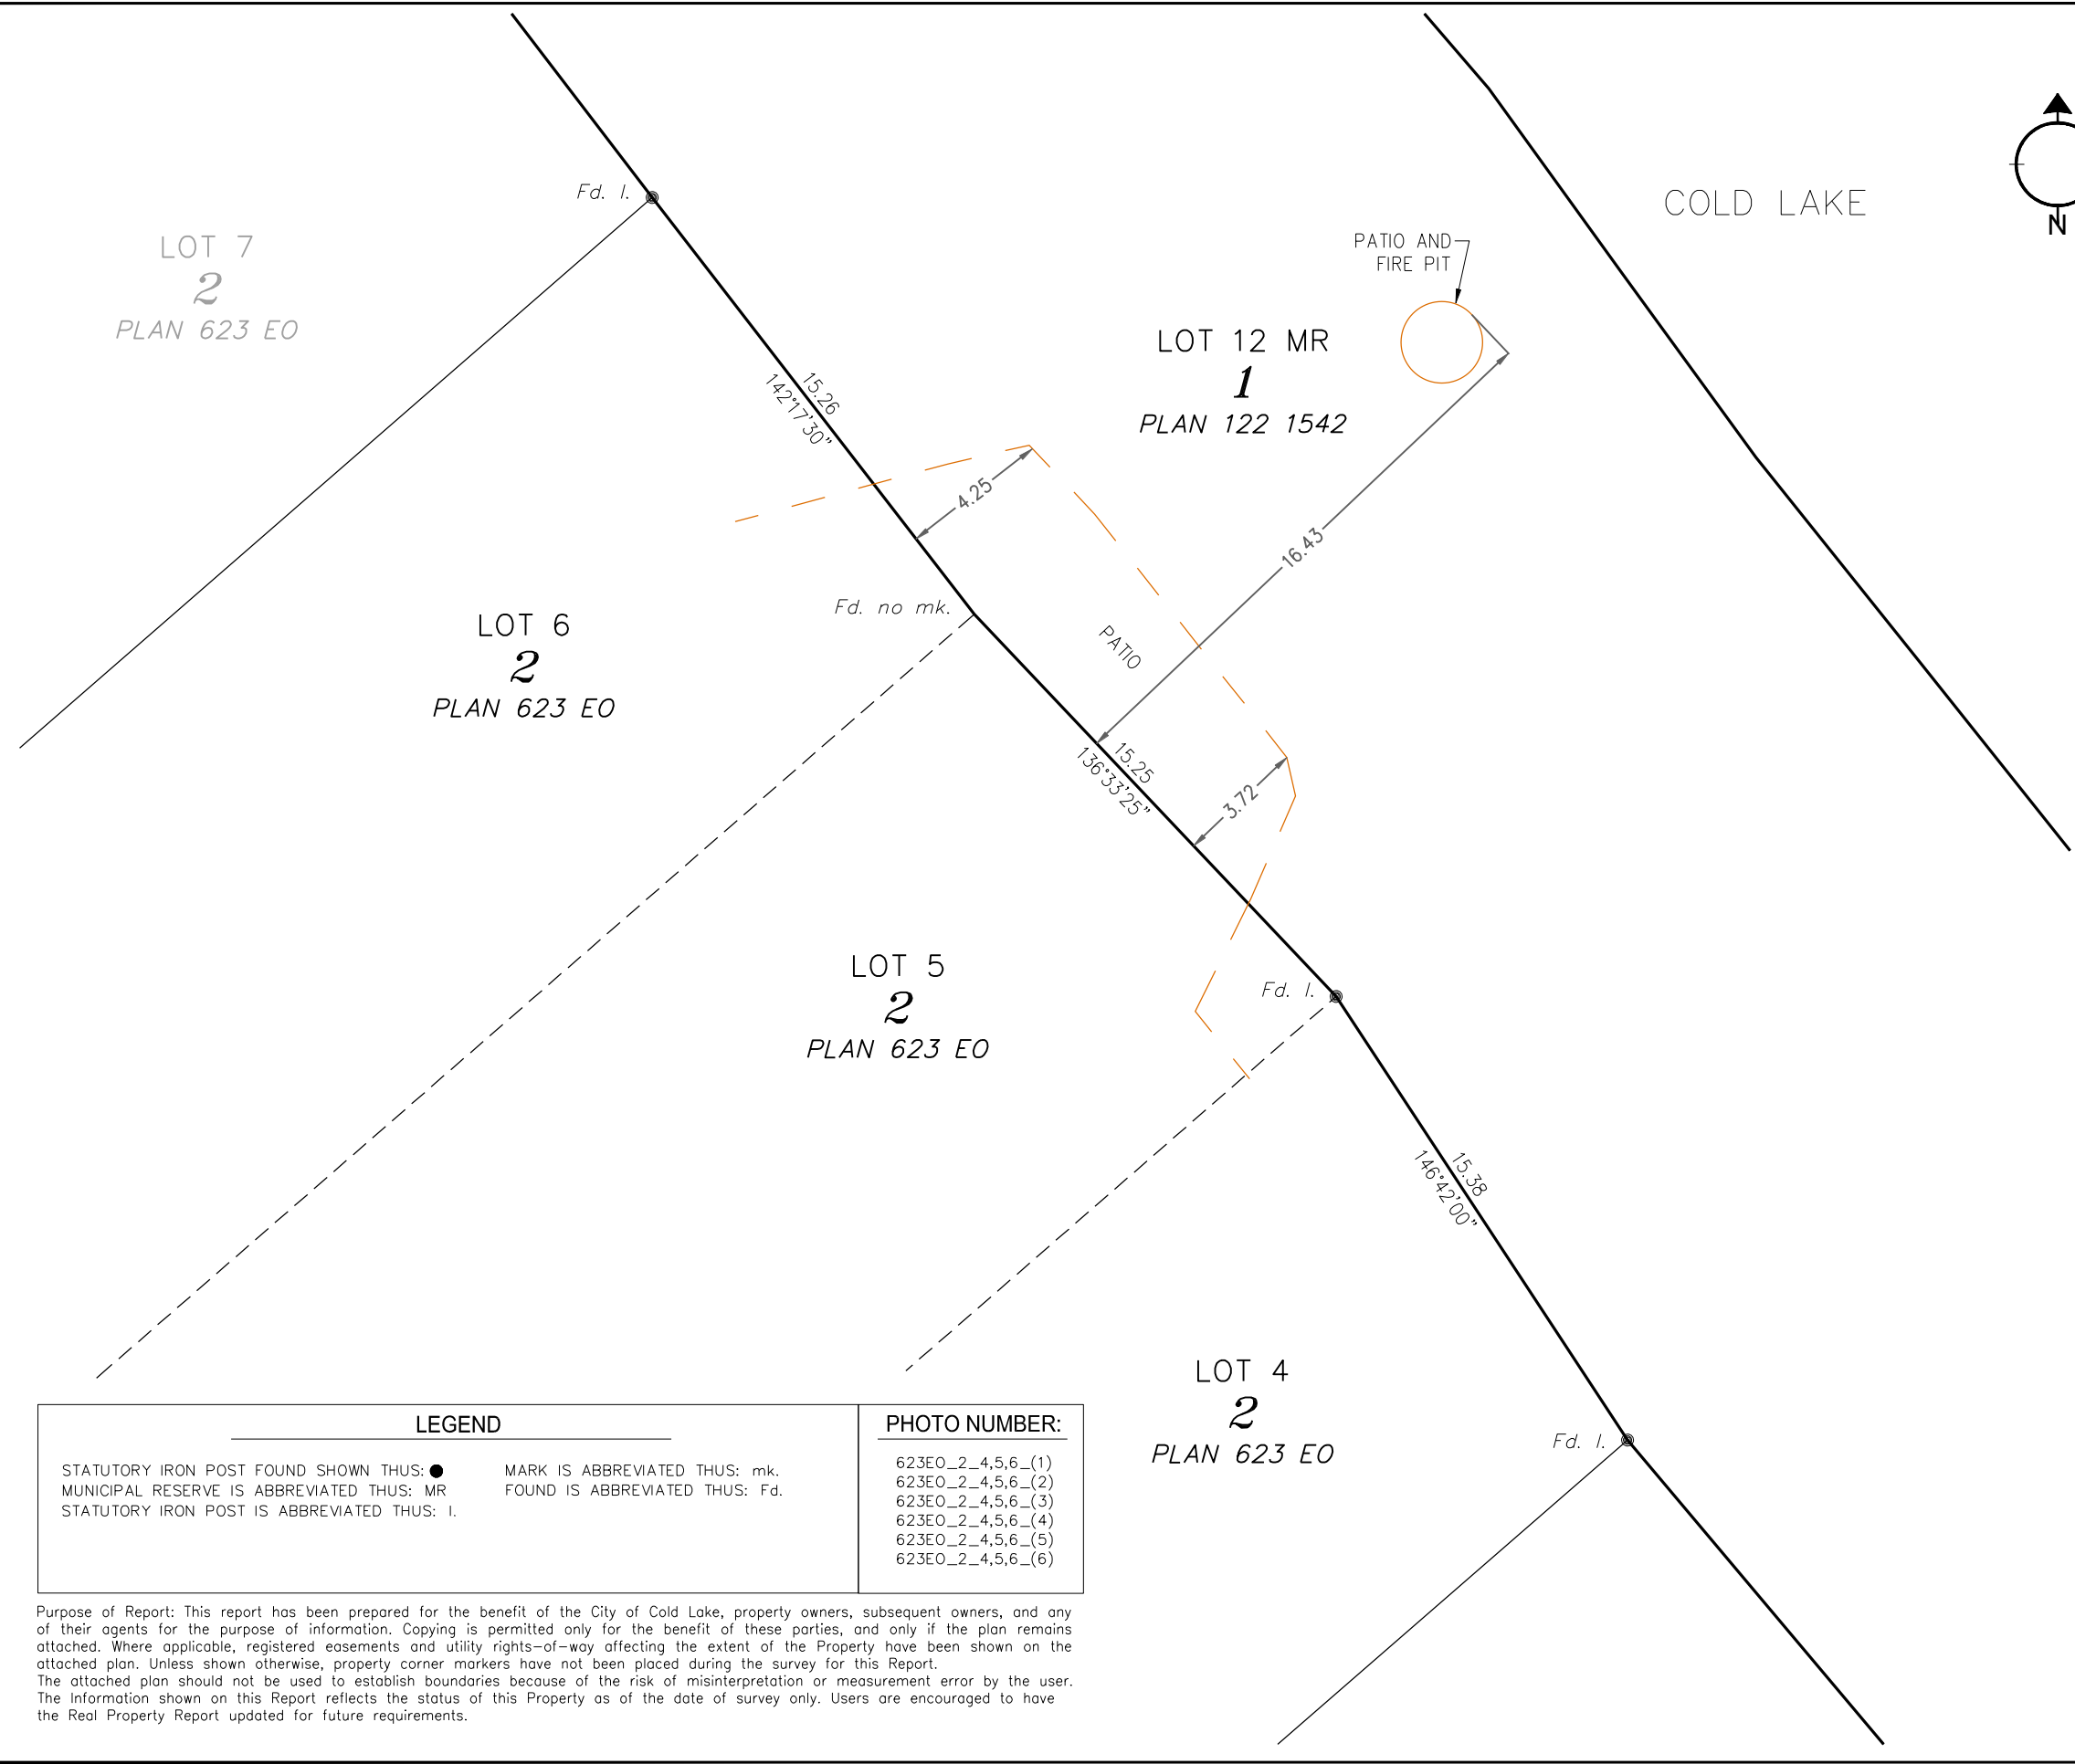 COLD LAKE
N
Fd. I.
LOT 7
2
PLAN 623 EO
PATIO AND
FIRE PIT
LOT 12 MR
1
PLAN 122 1542
15.26
142°17'30"
4.25
16.43
Fd. no mk.
LOT 6
2
PLAN 623 EO
PATIO
15.25
136°33'25"
3.72
LOT 5
2
PLAN 623 EO
Fd. I.
15.38
146°42'00"
LOT 4
2
PLAN 623 EO
Fd. I.
LEGEND
STATUTORY IRON POST FOUND SHOWN THUS:
MUNICIPAL RESERVE IS ABBREVIATED THUS: MR
STATUTORY IRON POST IS ABBREVIATED THUS: I.
MARK IS ABBREVIATED THUS: mk.
FOUND IS ABBREVIATED THUS: Fd.
PHOTO NUMBER:
623EO_2_4,5,6_(1)
623EO_2_4,5,6_(2)
623EO_2_4,5,6_(3)
623EO_2_4,5,6_(4)
623EO_2_4,5,6_(5)
623EO_2_4,5,6_(6)
Purpose of Report: This report has been prepared for the benefit of the City of Cold Lake, property owners, subsequent owners, and any
of their agents for the purpose of information. Copying is permitted only for the benefit of these parties, and only if the plan remains
attached. Where applicable, registered easements and utility rights-of-way affecting the extent of the Property have been shown on the
attached plan. Unless shown otherwise, property corner markers have not been placed during the survey for this Report.
The attached plan should not be used to establish boundaries because of the risk of misinterpretation or measurement error by the user.
The Information shown on this Report reflects the status of this Property as of the date of survey only. Users are encouraged to have
the Real Property Report updated for future requirements.